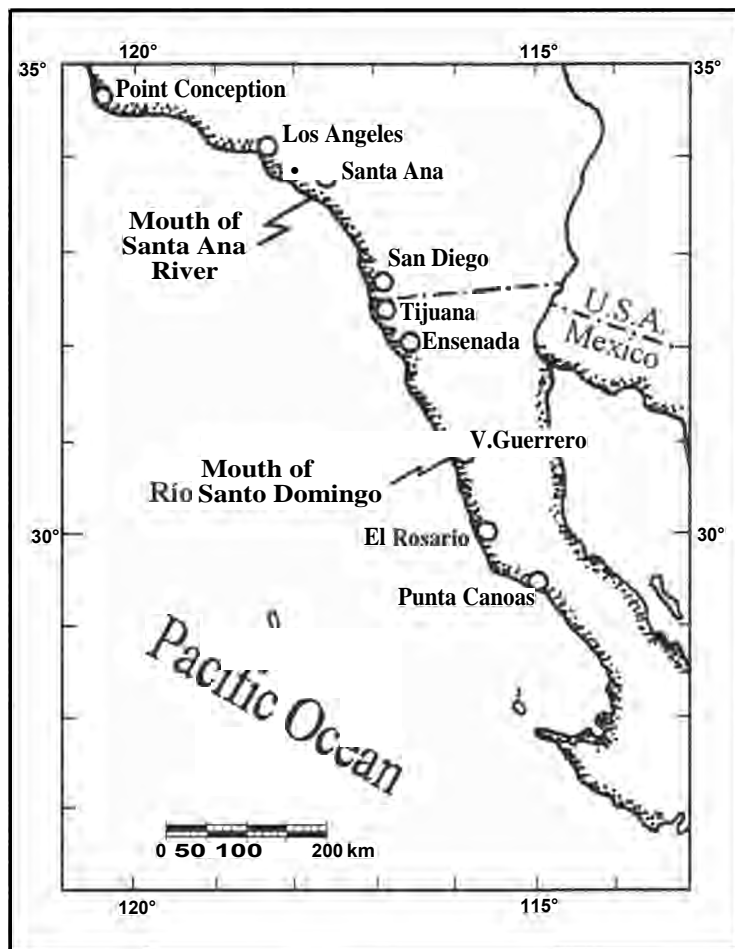 120°
115°
35°
35°
Point Conception
Los Angeles
Santa Ana
Mouth of
Santa Ana
River
San Diego
U.S.A.
Tijuana
Mexico
Ensenada
V.Guerrero
Mouth of
Río Santo Domingo
30°
El Rosario
30°
Punta Canoas
Pacific Ocean
0 50 100 200 km
120°
115°